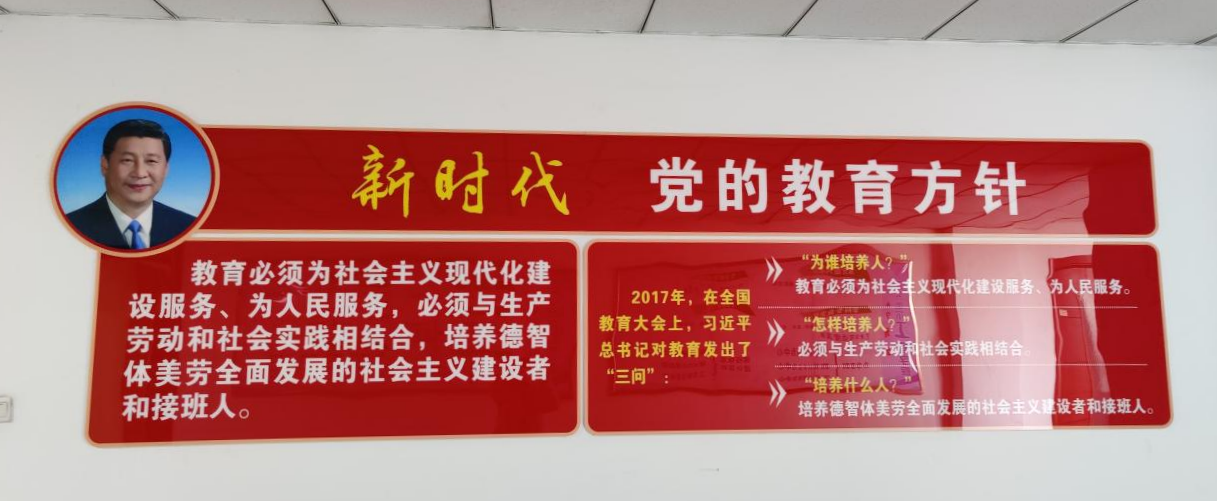 新时代 党的教育方针
教育必须为社会主义现代化建
设服务、为人民服务，必须与生产
劳动和社会实践相结合，培养德智
体美劳全面发展的社会主义建设者
和接班人。
2017年，在全国
教育大会上，习近平
总书记对教育发出了
“三问”：
“为谁培养人？”
教育必须为社会主义现代化建设服务、为人民服务。
“怎样培养人？”
必须与生产劳动和社会实践相结合。
“培养什么人？”
培养德智体美劳全面发展的社会主义建设者和接班人。